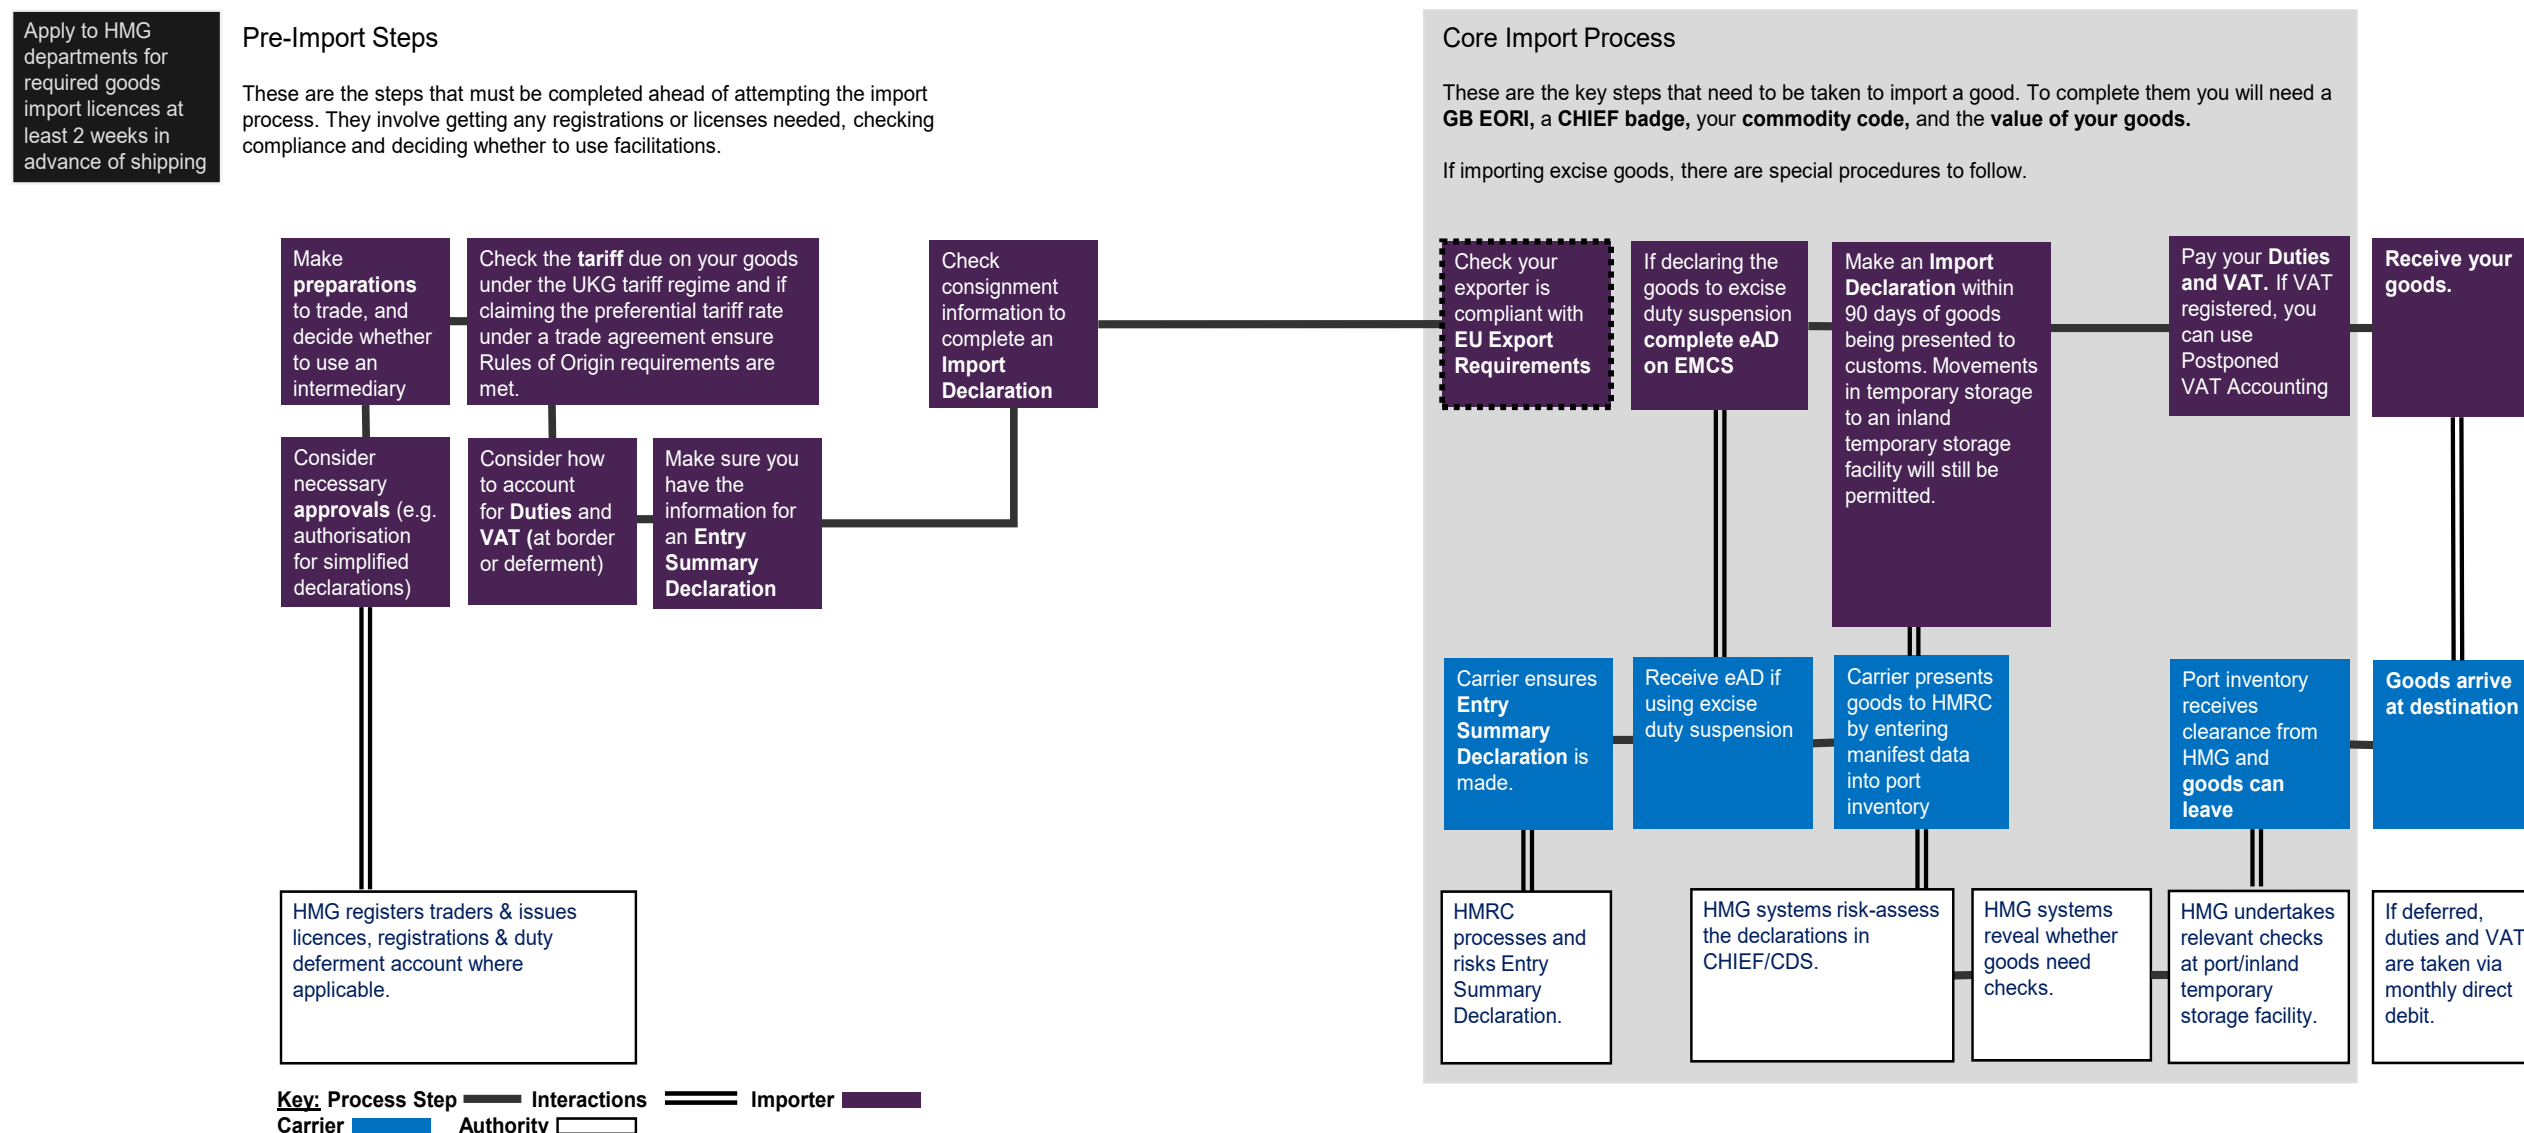 Apply to HMG
departments for
required goods
import licences at
least 2 weeks in
advance of shipping
Pre-Import Steps
These are the steps that must be completed ahead of attempting the import
process. They involve getting any registrations or licenses needed, checking
compliance and deciding whether to use facilitations.
Core Import Process
These are the key steps that need to be taken to import a good. To complete them you will need a
GB EORI, a CHIEF badge, your commodity code, and the value of your goods.
If importing excise goods, there are special procedures to follow.
Make
preparations
to trade, and
decide whether
to use an
intermediary
Check the tariff due on your goods
under the UKG tariff regime and if
claiming the preferential tariff rate
under a trade agreement ensure
Rules of Origin requirements are
met.
Check
consignment
information to
complete an
Import
Declaration
Check your
exporter is
compliant with
EU Export
Requirements
If declaring the
goods to excise
duty suspension
complete eAD
on EMCS
Make an Import
Declaration within
90 days of goods
being presented to
customs. Movements
in temporary storage
to an inland
temporary storage
facility will still be
permitted.
Pay your Duties
and VAT. If VAT
registered, you
can use
Postponed
VAT Accounting
Receive your
goods.
Consider
necessary
approvals (e.g.
authorisation
for simplified
declarations)
Consider how
to account
for Duties and
VAT (at border
or deferment)
Make sure you
have the
information for
an Entry
Summary
Declaration
Carrier ensures
Entry
Summary
Declaration is
made.
Receive eAD if
using excise
duty suspension
Carrier presents
goods to HMRC
by entering
manifest data
into port
inventory
Port inventory
receives
clearance from
HMG and
goods can
leave
Goods arrive
at destination
HMG registers traders & issues
licences, registrations & duty
deferment account where
applicable.
HMRC
processes and
risks Entry
Summary
Declaration.
HMG systems risk-assess
the declarations in
CHIEF/CDS.
HMG systems
reveal whether
goods need
checks.
HMG undertakes
relevant checks
at port/inland
temporary
storage facility.
If deferred,
duties and VAT
are taken via
monthly direct
debit.
Key: Process Step Interactions Importer
Carrier Authority